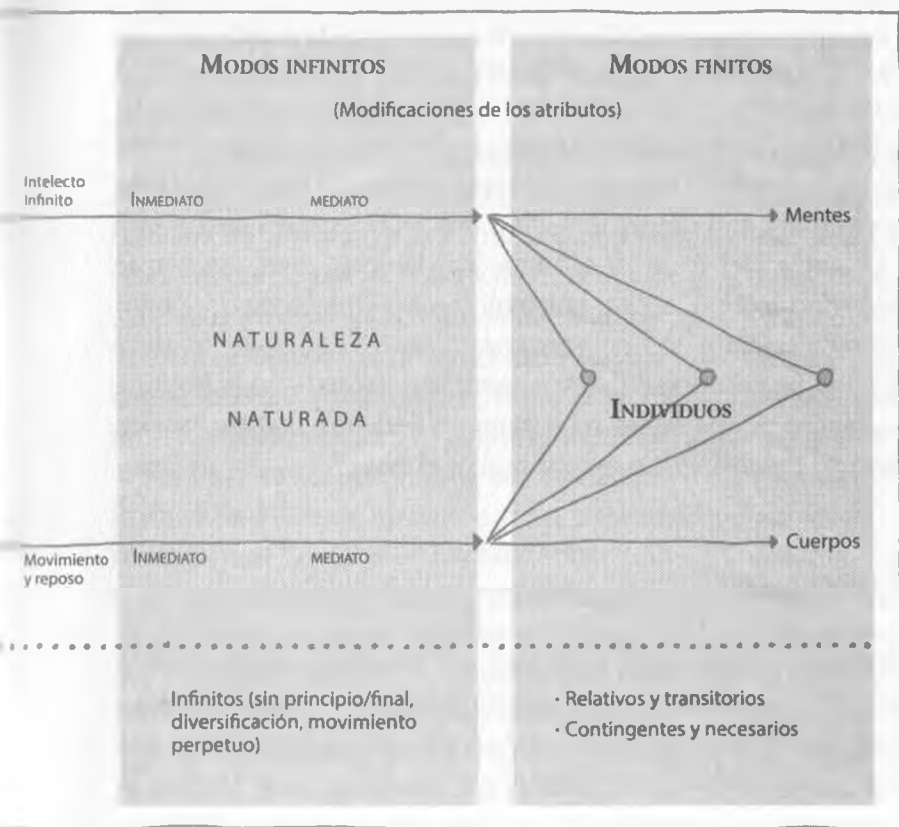 MODOS INFINITOS
MODOS FINITOS
(Modificaciones de los atributos)
Intelecto
Infinito
INMEDIATO
MEDIATO
Mentes
NATURALEZA
NATURADA
INDIVIDUOS
Movimiento
y reposo
INMEDIATO
MEDIATO
Cuerpos
Infinitos (sin principio/final,
diversificación, movimiento
perpetuo)
· Relativos y transitorios
· Contingentes y necesarios